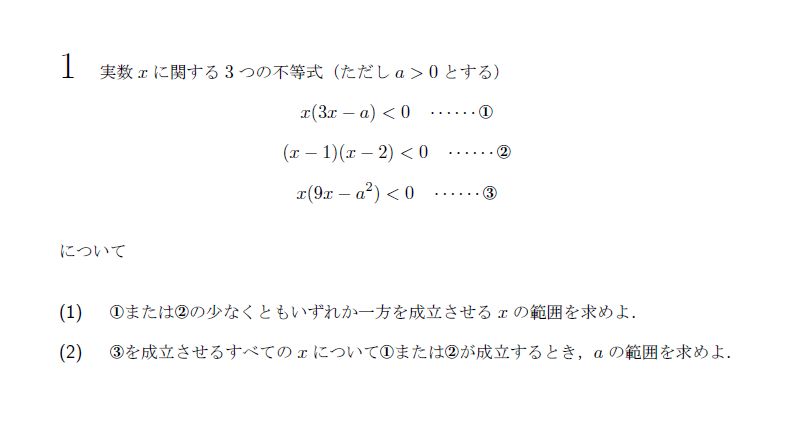 1 実数 x に関する 3 つの不等式（ただし a > 0 とする）
x(3x − a) < 0 ······①
(x − 1)(x − 2) < 0 ······②
x(9x − a²) < 0 ······③
について
(1) ①または②の少なくともいずれか一方を成立させる x の範囲を求めよ．
(2) ③を成立させるすべての x について①または②が成立するとき，a の範囲を求めよ．